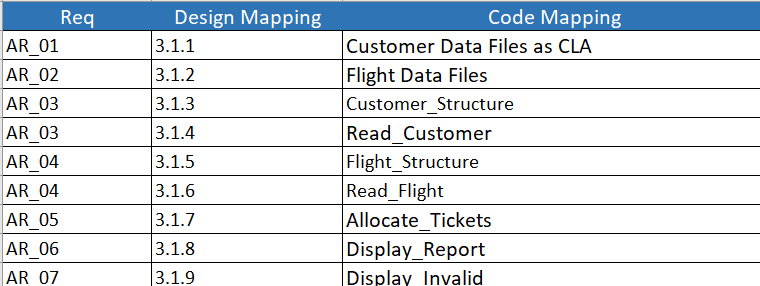 Req Design Mapping Code Mapping
AR_01 3.1.1 Customer Data Files as CLA
AR_02 3.1.2 Flight Data Files
AR_03 3.1.3 Customer_Structure
AR_03 3.1.4 Read_Customer
AR_04 3.1.5 Flight_Structure
AR_04 3.1.6 Read_Flight
AR_05 3.1.7 Allocate_Tickets
AR_06 3.1.8 Display_Report
AR_07 3.1.9 Display_Invalid